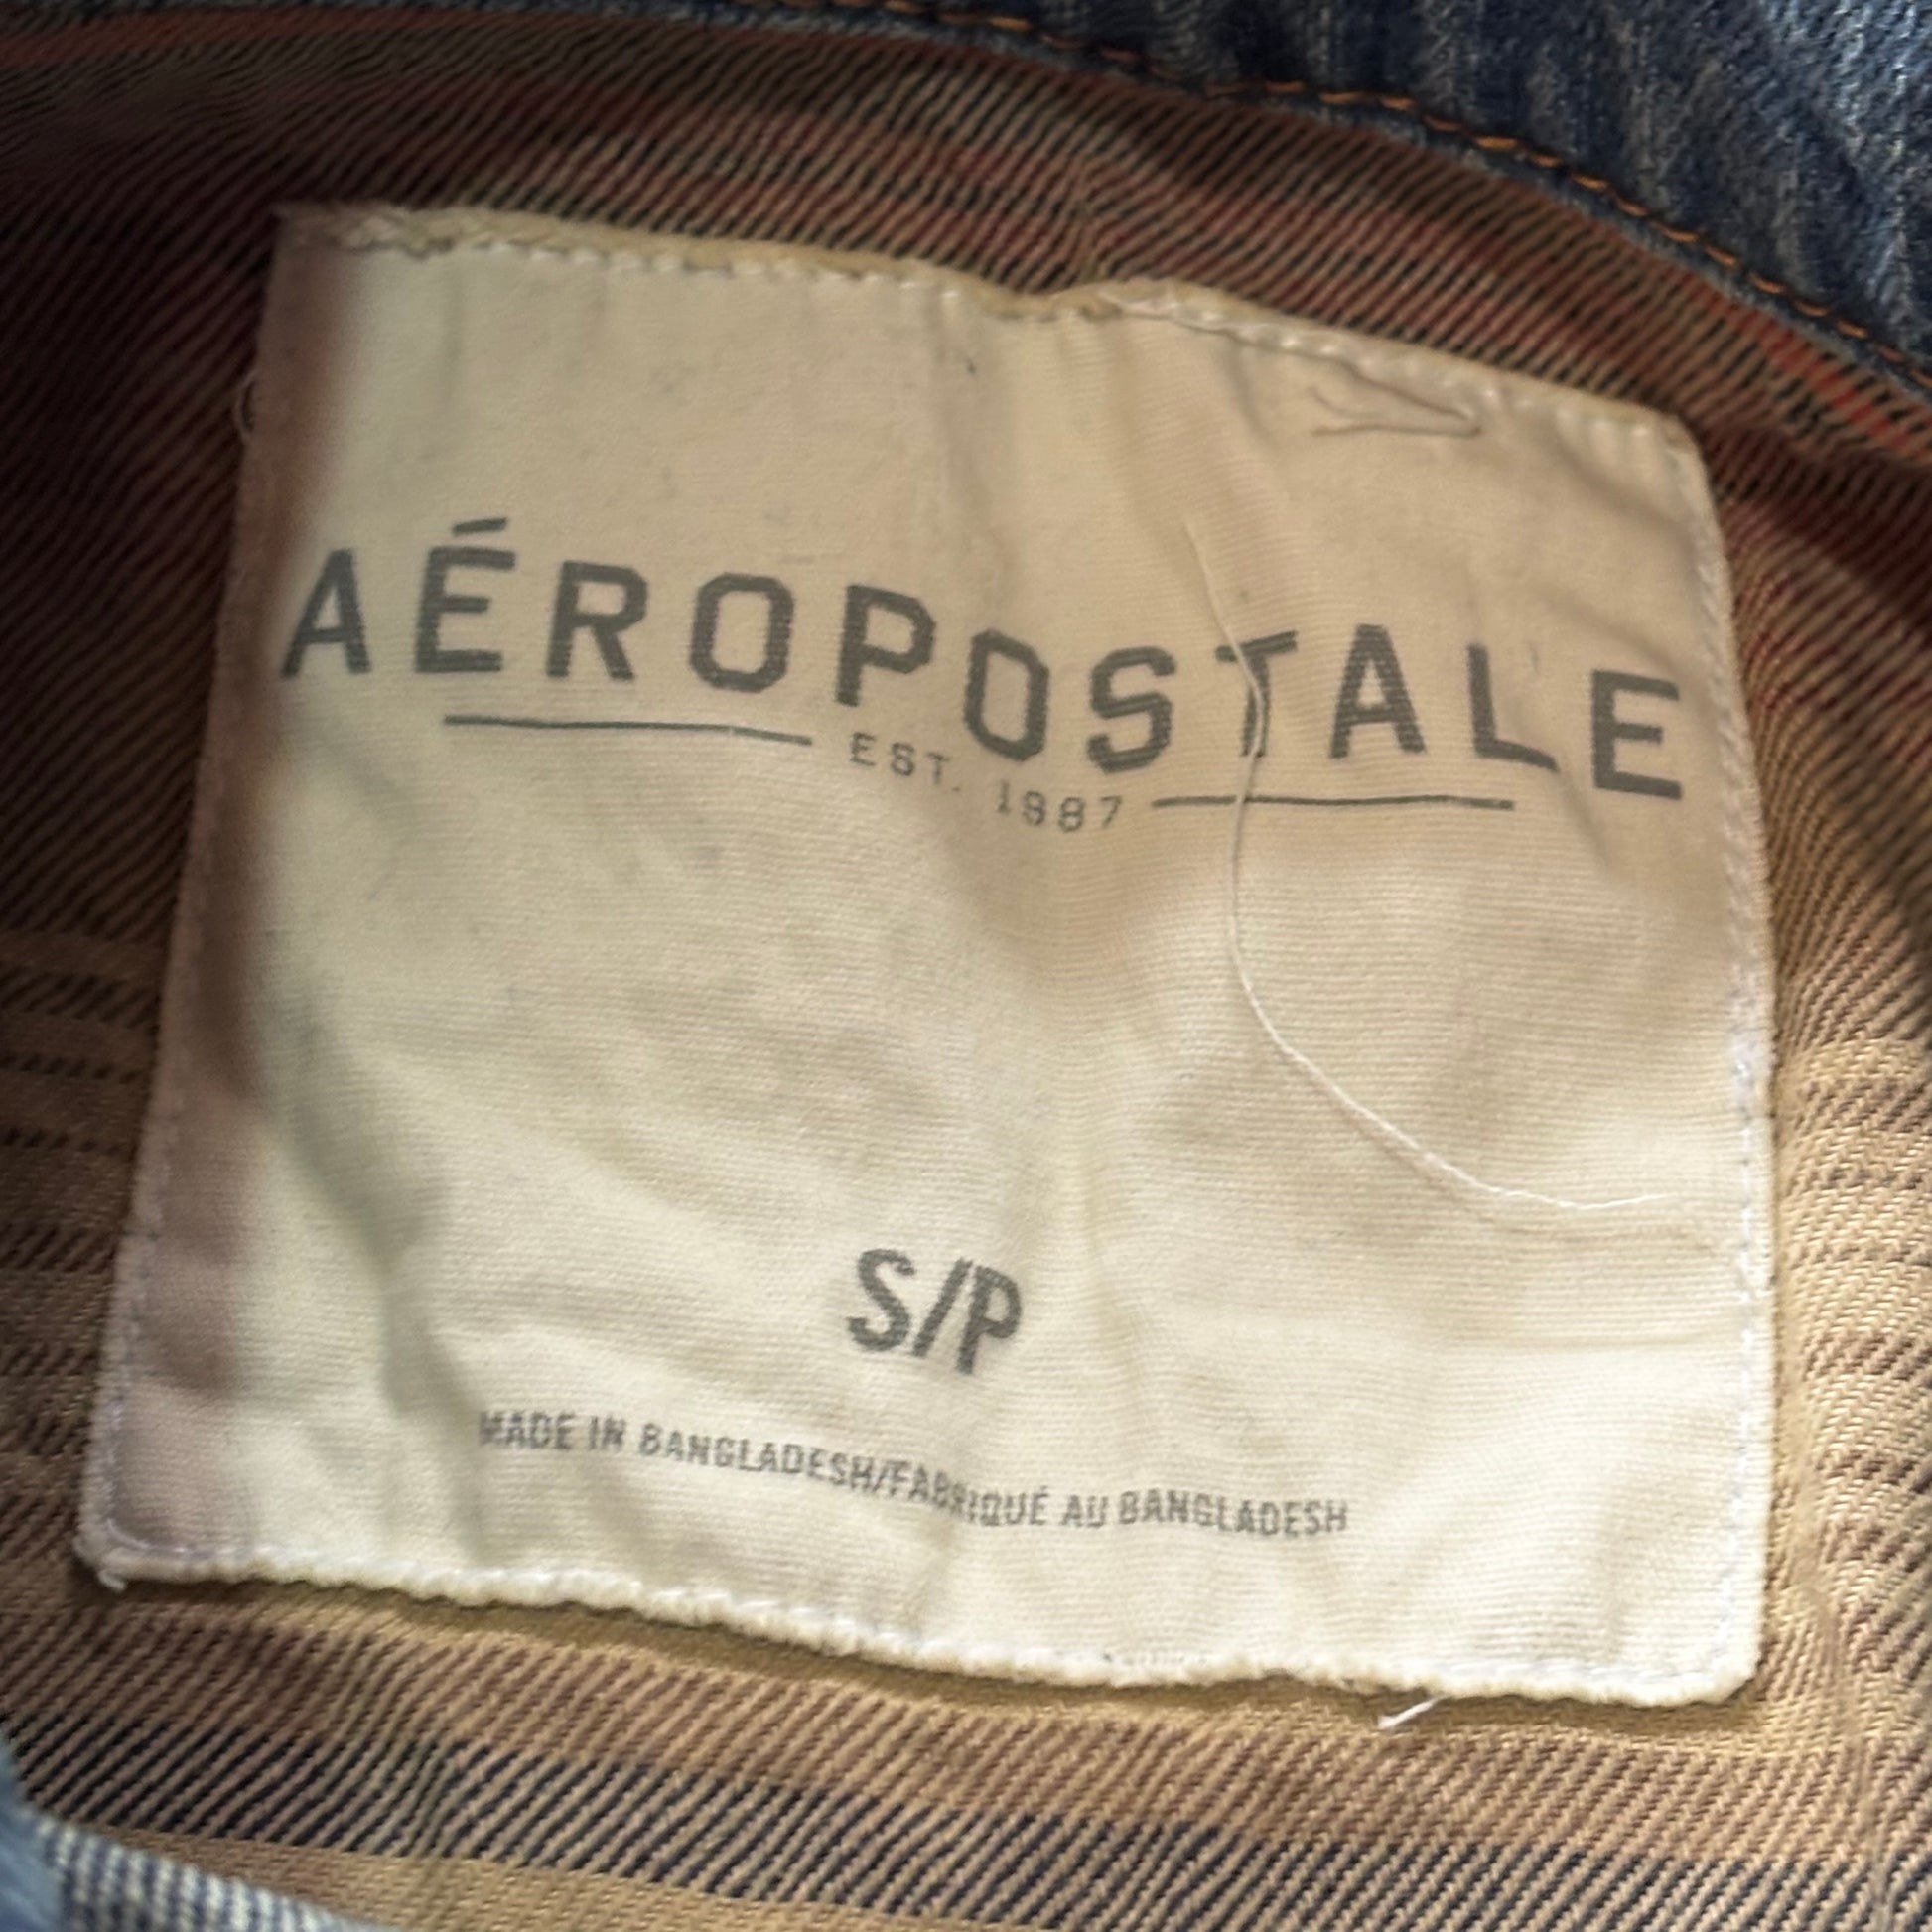 AÉROPOSTALE
EST. 1987
S/P
MADE IN BANGLADESH/FABRIQUÉ AU BANGLADESH